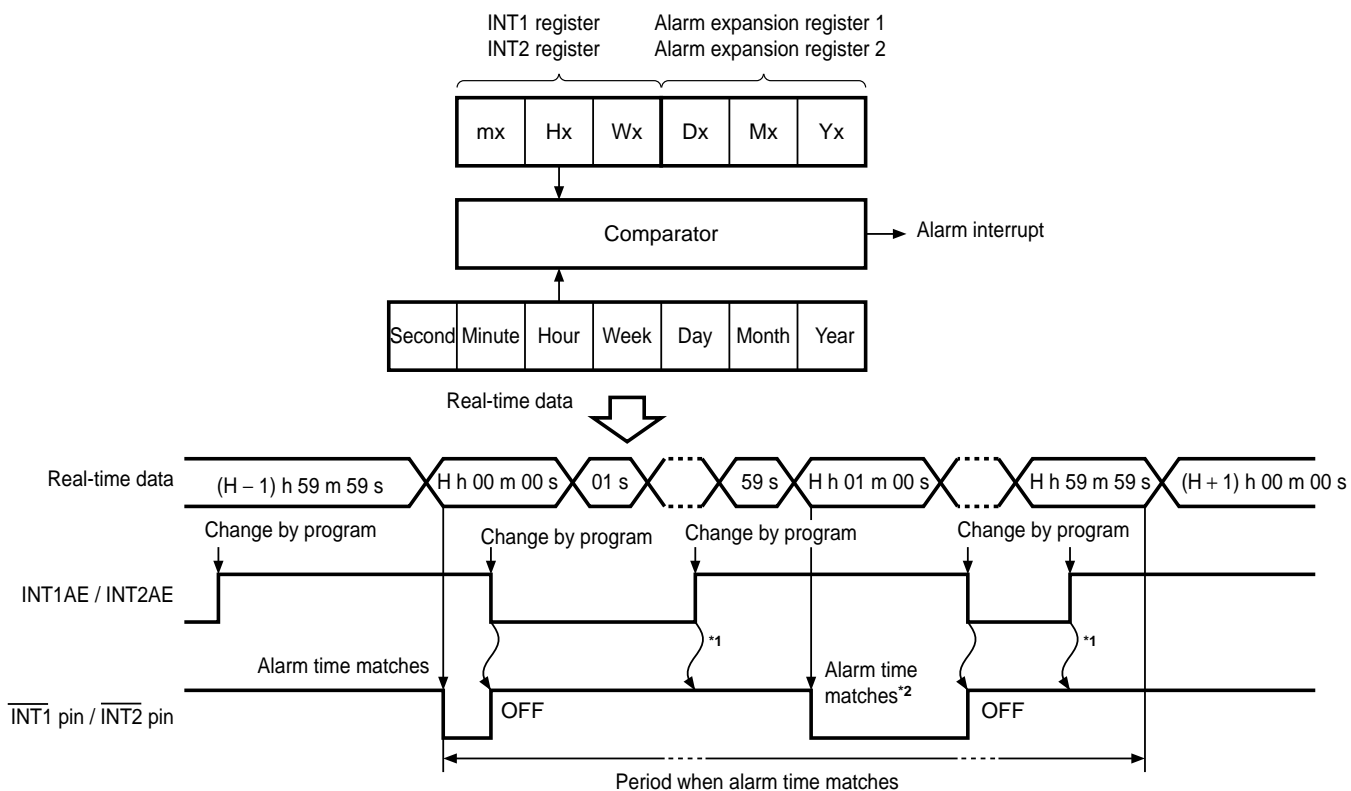 INT1 register Alarm expansion register 1
INT2 register Alarm expansion register 2
mx Hx Wx Dx Mx Yx
Comparator Alarm interrupt
Second Minute Hour Week Day Month Year
Real-time data
Real-time data (H – 1) h 59 m 59 s H h 00 m 00 s 01 s 59 s H h 01 m 00 s H h 59 m 59 s (H + 1) h 00 m 00 s
Change by program Change by program Change by program Change by program
INT1AE / INT2AE
*1 *1
Alarm time matches Alarm time
matches*2
INT1 pin / INT2 pin OFF OFF
Period when alarm time matches